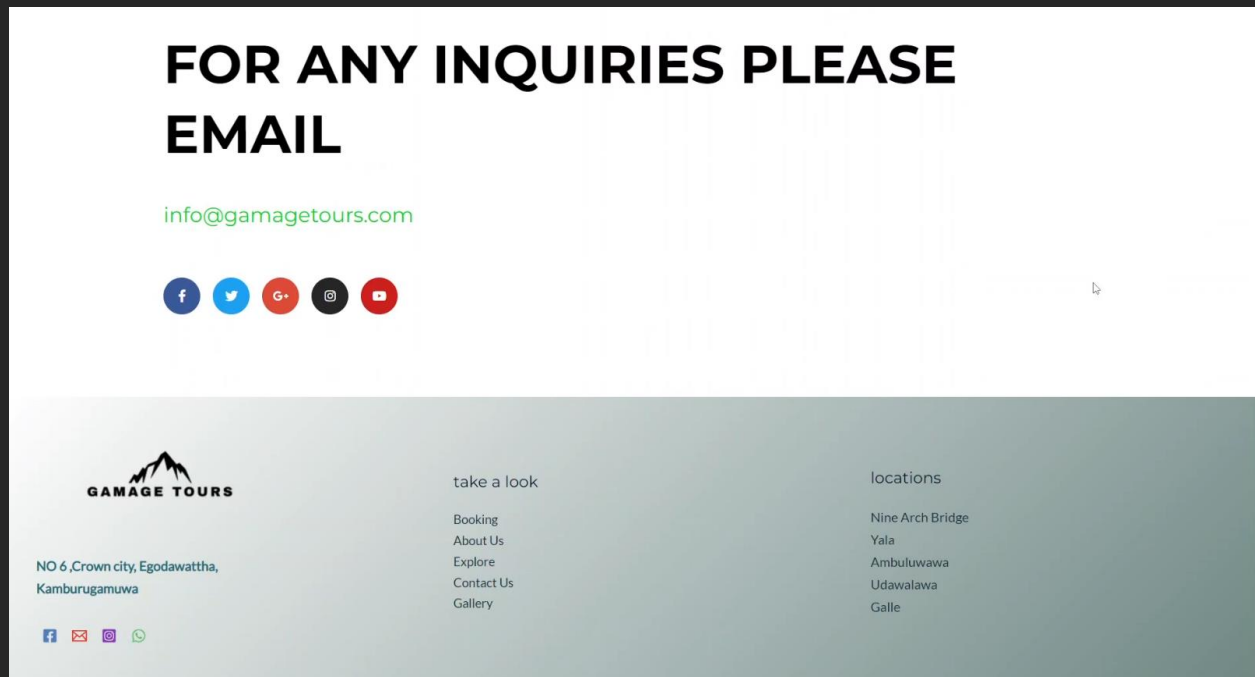 FOR ANY INQUIRIES PLEASE
EMAIL
info@gamagetours.com
G+
GAMAGE TOURS
NO 6 ,Crown city, Egodawattha,
Kamburugamuwa
take a look
Booking
About Us
Explore
Contact Us
Gallery
locations
Nine Arch Bridge
Yala
Ambuluwawa
Udawalawa
Galle